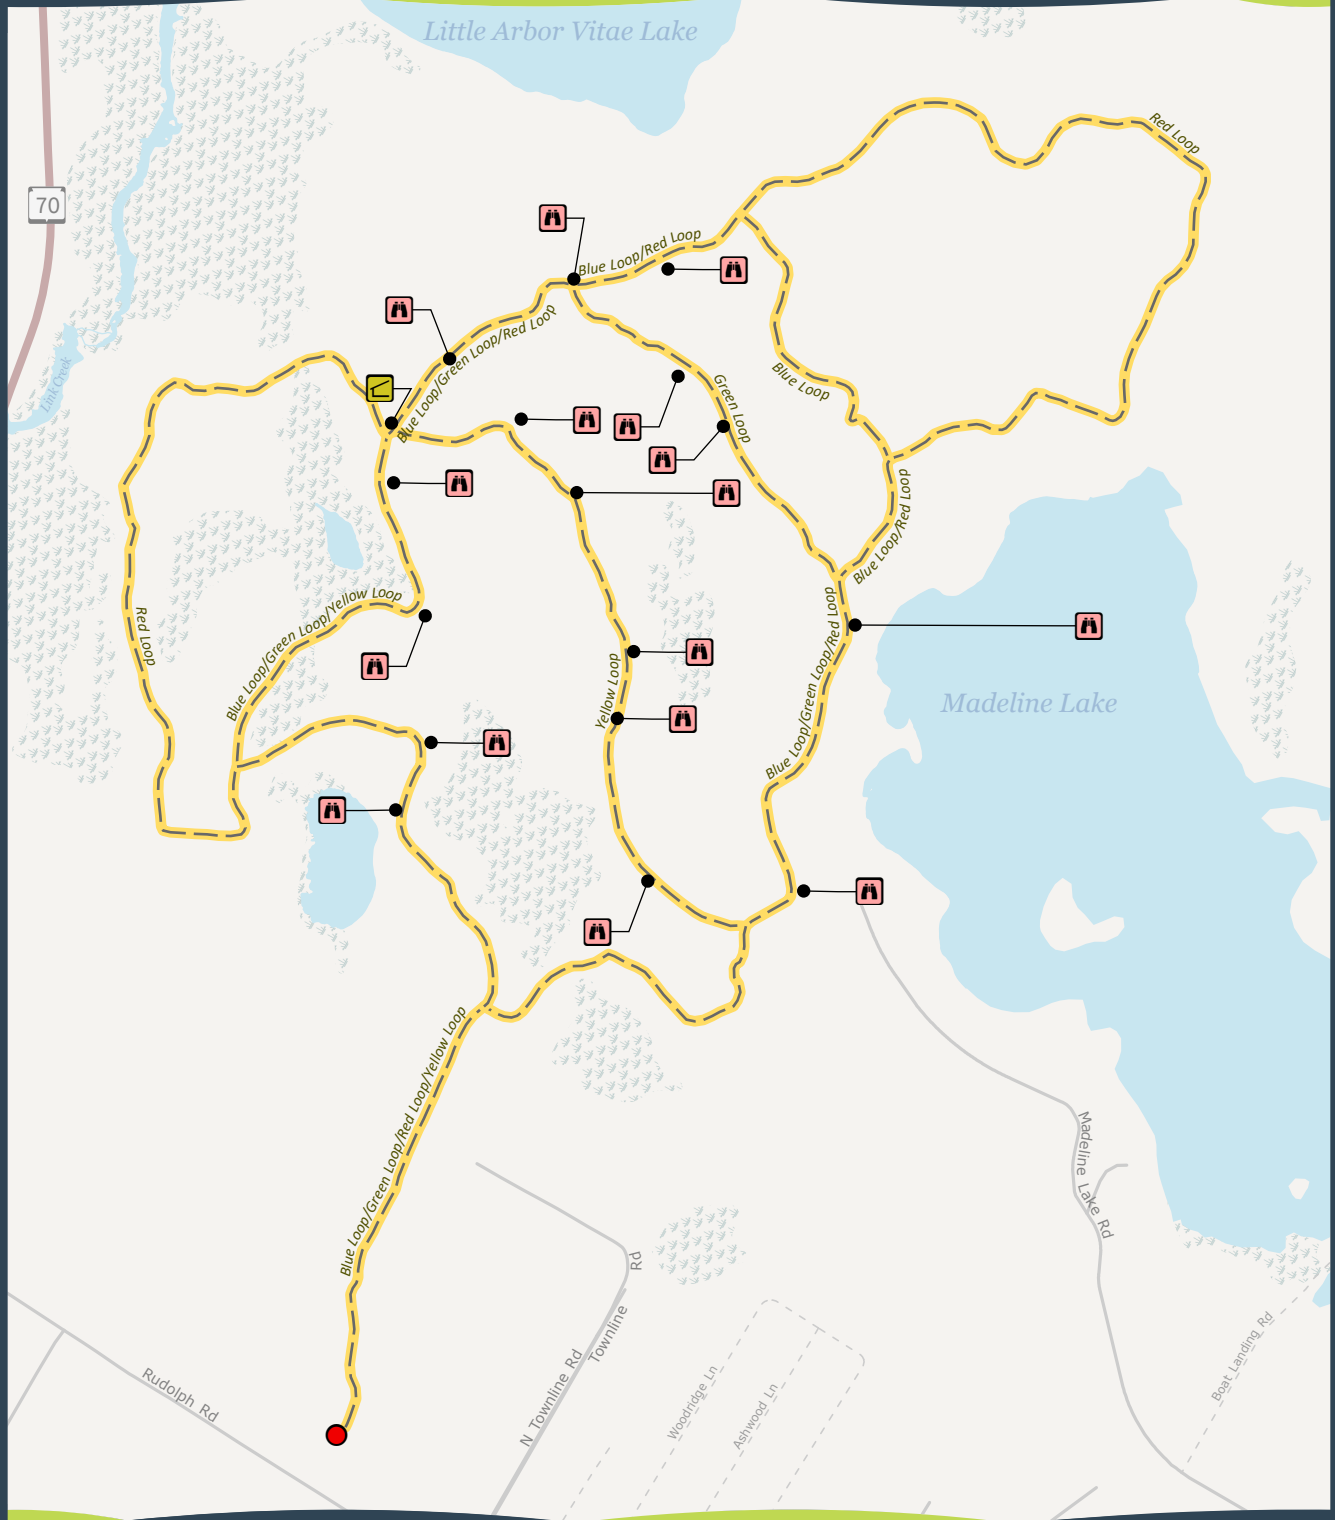 Little Arbor Vitae Lake
Red Loop
70
Blue Loop/Red Loop
Blue Loop/Green Loop/Red Loop
Link Creek
Blue Loop
Green Loop
Blue Loop/Red Loop
Blue Loop/Green Loop/Yellow Loop
Red Loop
Blue Loop/Green Loop/Red Loop
Yellow Loop
Madeline Lake
Blue Loop/Green Loop/Red Loop/Yellow Loop
Madeline Lake Rd
Townline Rd
N Townline Rd
Rudolph Rd
Woodridge Ln
Ashwood Ln
Boat Landing Rd